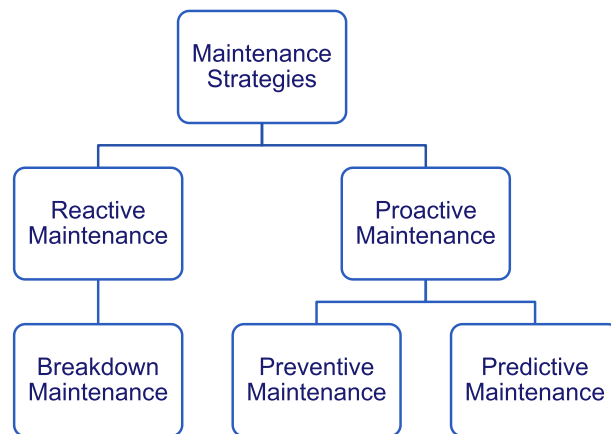 Maintenance
Strategies
Reactive
Maintenance
Proactive
Maintenance
Breakdown
Maintenance
Preventive
Maintenance
Predictive
Maintenance